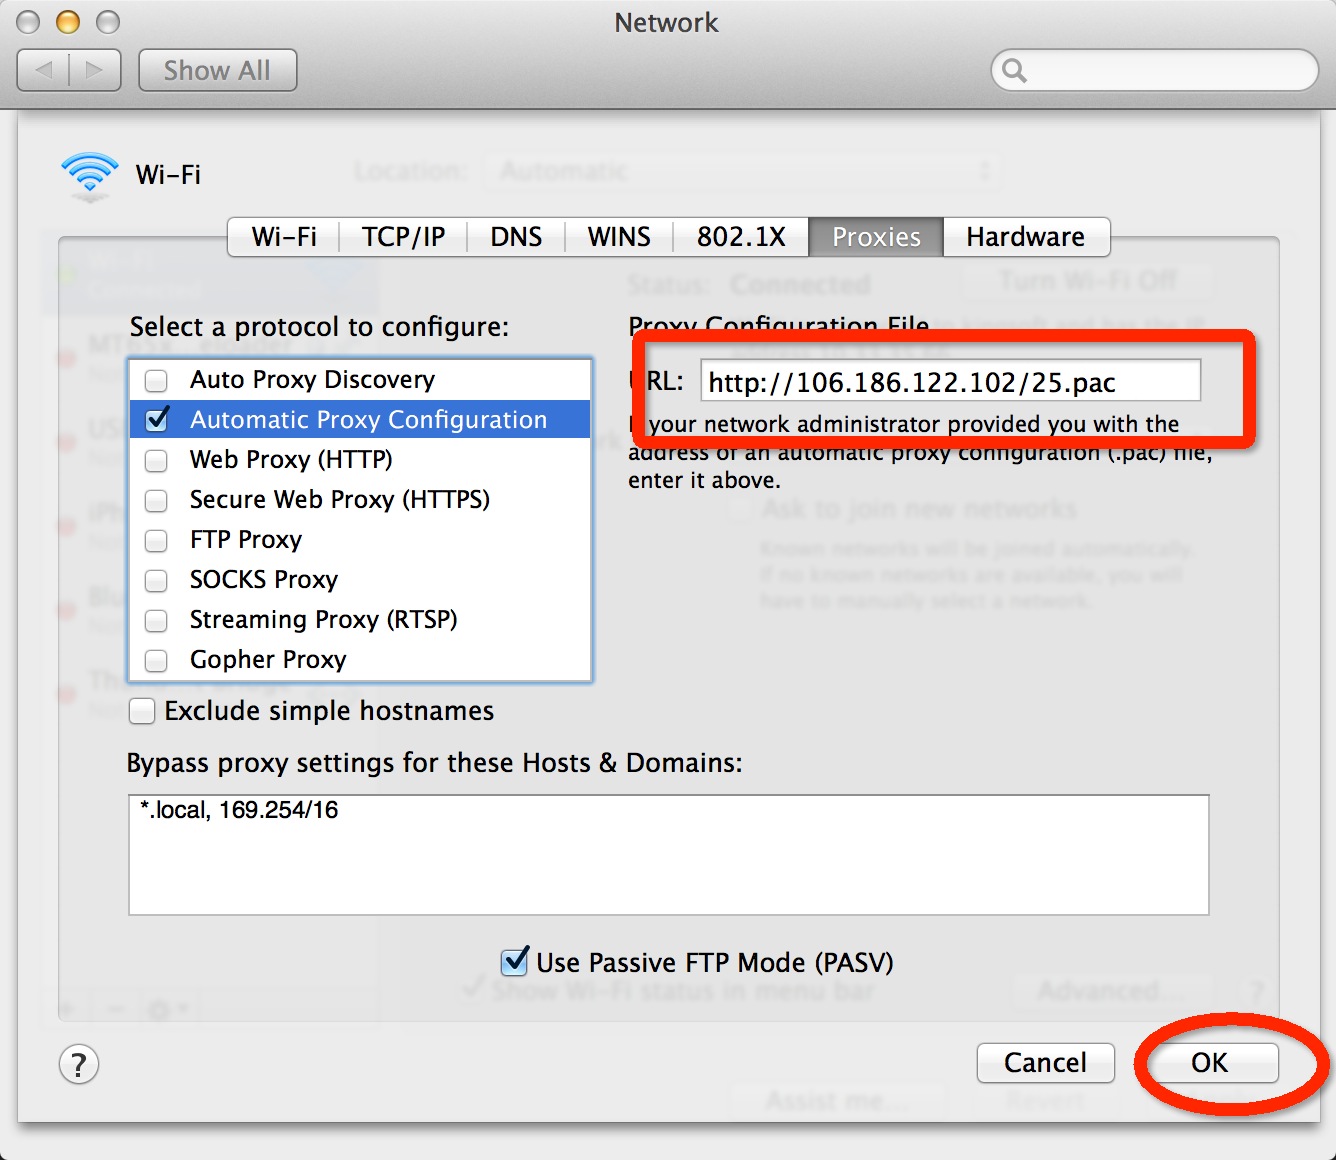 Network
Show All
Wi-Fi
Location: Automatic
Wi-Fi TCP/IP DNS WINS 802.1X Proxies Hardware
Status: Connected Turn Wi-Fi Off
Select a protocol to configure:
Proxy Configuration File
Auto Proxy Discovery
URL: http://106.186.122.102/25.pac
Automatic Proxy Configuration
If your network administrator provided you with the
address of an automatic proxy configuration (.pac) file,
enter it above.
Web Proxy (HTTP)
Secure Web Proxy (HTTPS)
FTP Proxy
SOCKS Proxy
Streaming Proxy (RTSP)
Gopher Proxy
Ask to join new networks
Known networks will be joined automatically.
If no known networks are available, you will
have to manually select a network.
Exclude simple hostnames
Bypass proxy settings for these Hosts & Domains:
*.local, 169.254/16
Use Passive FTP Mode (PASV)
Show Wi-Fi status in menu bar Advanced... ?
? Cancel OK
Assist me... Revert